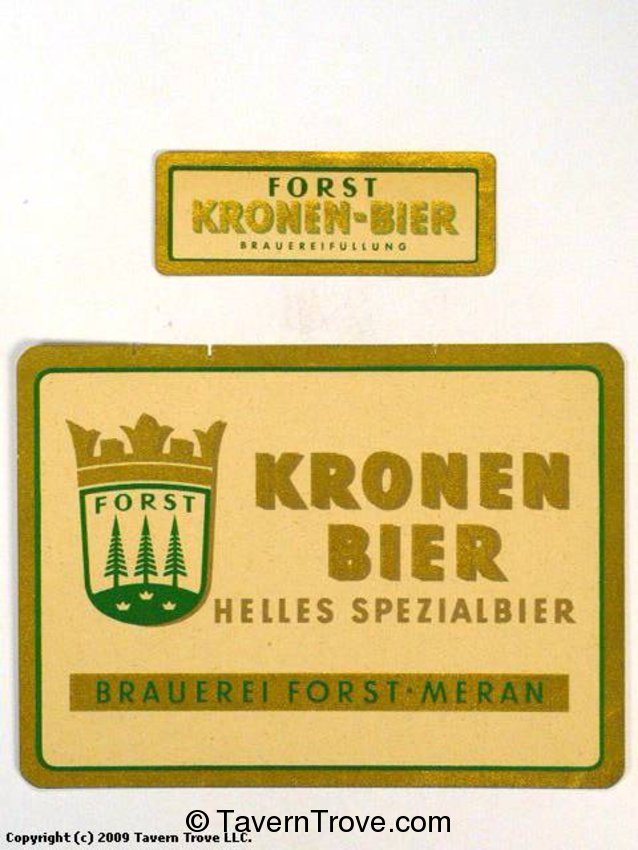 FORST
KRONEN-BIER
BRAUEREIFÜLLUNG
FORST
KRONEN
BIER
HELLES SPEZIALBIER
BRAUEREI FORST·MERAN
© TavernTrove.com
Copyright (c) 2009 Tavern Trove LLC.